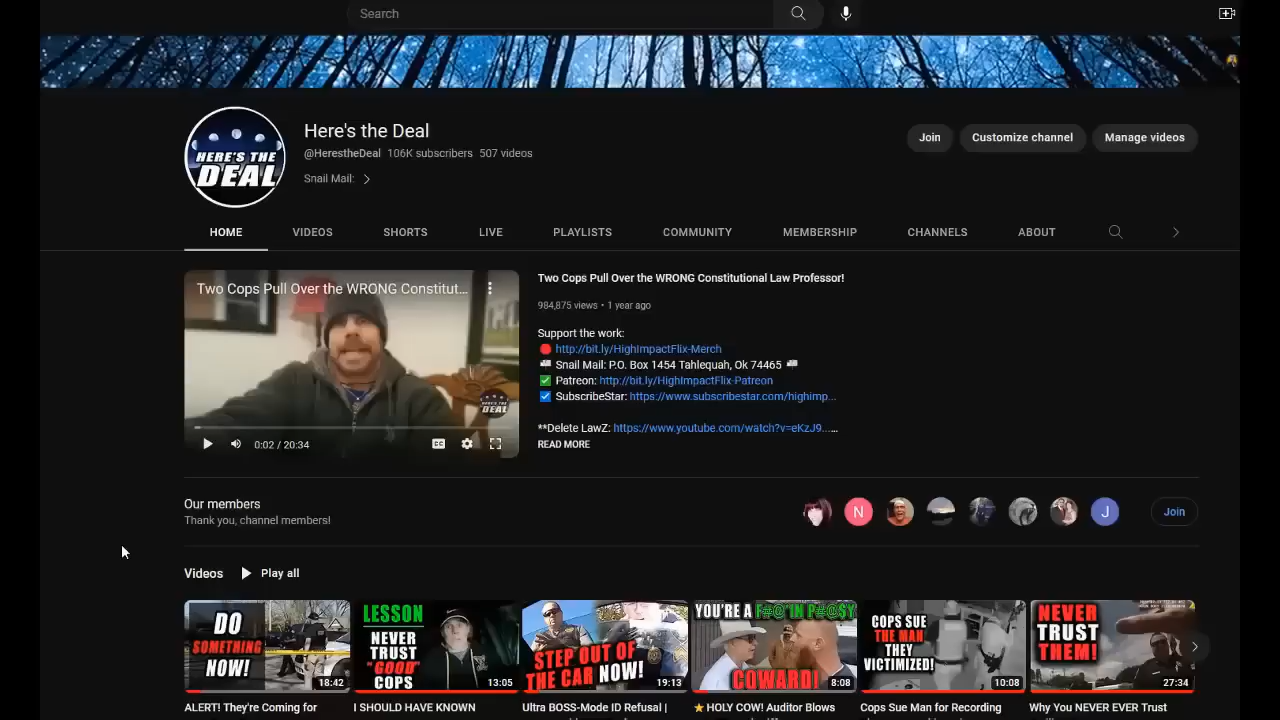 Search
HERE'S THE
DEAL
Here's the Deal
@HerestheDeal 106K subscribers 507 videos
Snail Mail:
Join
Customize channel
Manage videos
HOME
VIDEOS
SHORTS
LIVE
PLAYLISTS
COMMUNITY
MEMBERSHIP
CHANNELS
ABOUT
Two Cops Pull Over the WRONG Constitut...
HERE'S THE
DEAL
0:02 / 20:34
CC
Two Cops Pull Over the WRONG Constitutional Law Professor!
984,875 views • 1 year ago
Support the work:
http://bit.ly/HighImpactFlix-Merch
Snail Mail: P.O. Box 1454 Tahlequah, Ok 74465
Patreon: http://bit.ly/HighImpactFlix-Patreon
SubscribeStar: https://www.subscribestar.com/highimp...
**Delete LawZ: https://www.youtube.com/watch?v=eKzJ9......
READ MORE
Our members
Thank you, channel members!
N
J
Join
Videos
Play all
DO
SOMETHING
NOW!
18:42
LESSON
NEVER
TRUST
"GOOD"
COPS
13:05
STEP OUT OF
THE CAR NOW!
19:13
YOU'RE A F#@'IN P#@$Y
COWARD!
8:08
COPS SUE
THE MAN
THEY
VICTIMIZED!
10:08
NEVER
TRUST
THEM!
27:34
ALERT! They're Coming for
I SHOULD HAVE KNOWN
Ultra BOSS-Mode ID Refusal |
HOLY COW! Auditor Blows
Cops Sue Man for Recording
Why You NEVER EVER Trust